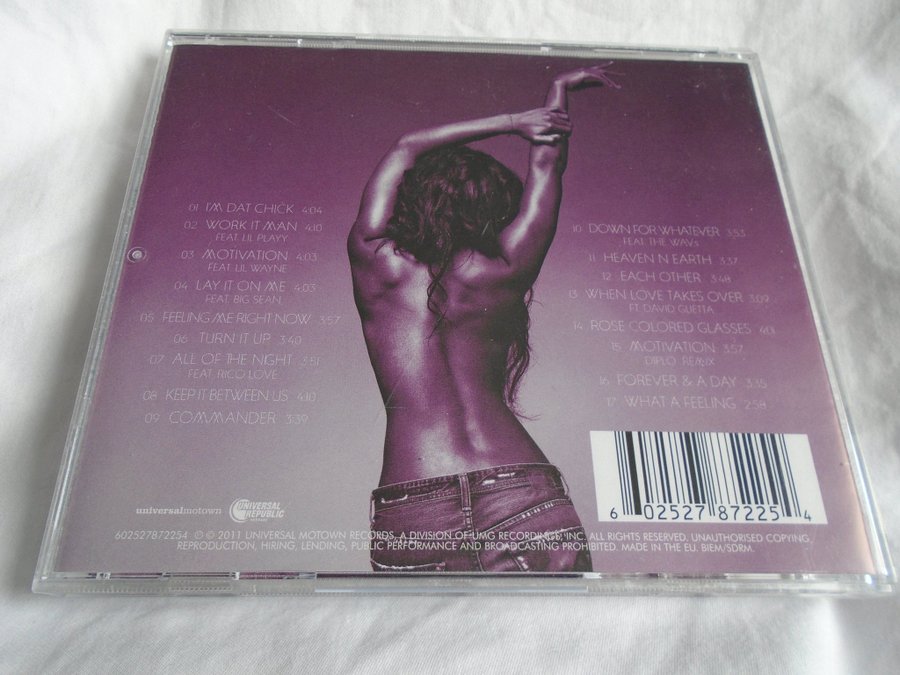 01 I'M DAT CHICK 4:04
02 WORK IT MAN 4:10
FEAT. LIL PLAYY
03 MOTIVATION 4:03
FEAT. LIL WAYNE
04 LAY IT ON ME 4:03
FEAT. BIG SEAN
05 FEELING ME RIGHT NOW 3:57
06 TURN IT UP 3:40
07 ALL OF THE NIGHT 3:51
FEAT. RICO LOVE
08 KEEP IT BETWEEN US 4:10
09 COMMANDER 3:39
10 DOWN FOR WHATEVER 3:53
FEAT. THE WAVs
11 HEAVEN N EARTH 3:37
12 EACH OTHER 3:48
13 WHEN LOVE TAKES OVER 3:09
FT. DAVID GUETTA
14 ROSE COLORED GLASSES
15 MOTIVATION 3:57
DIPLO REMIX
16 FOREVER & A DAY 3:35
17 WHAT A FEELING 2:58
6 02527 87225 4
universalmotown
UNIVERSAL
REPUBLIC
602527872254 ℗ © 2011 UNIVERSAL MOTOWN RECORDS, A DIVISION OF UMG RECORDINGS, INC. ALL RIGHTS RESERVED. UNAUTHORISED COPYING,
REPRODUCTION, HIRING, LENDING, PUBLIC PERFORMANCE AND BROADCASTING PROHIBITED. MADE IN THE EU. BIEM/SDRM.